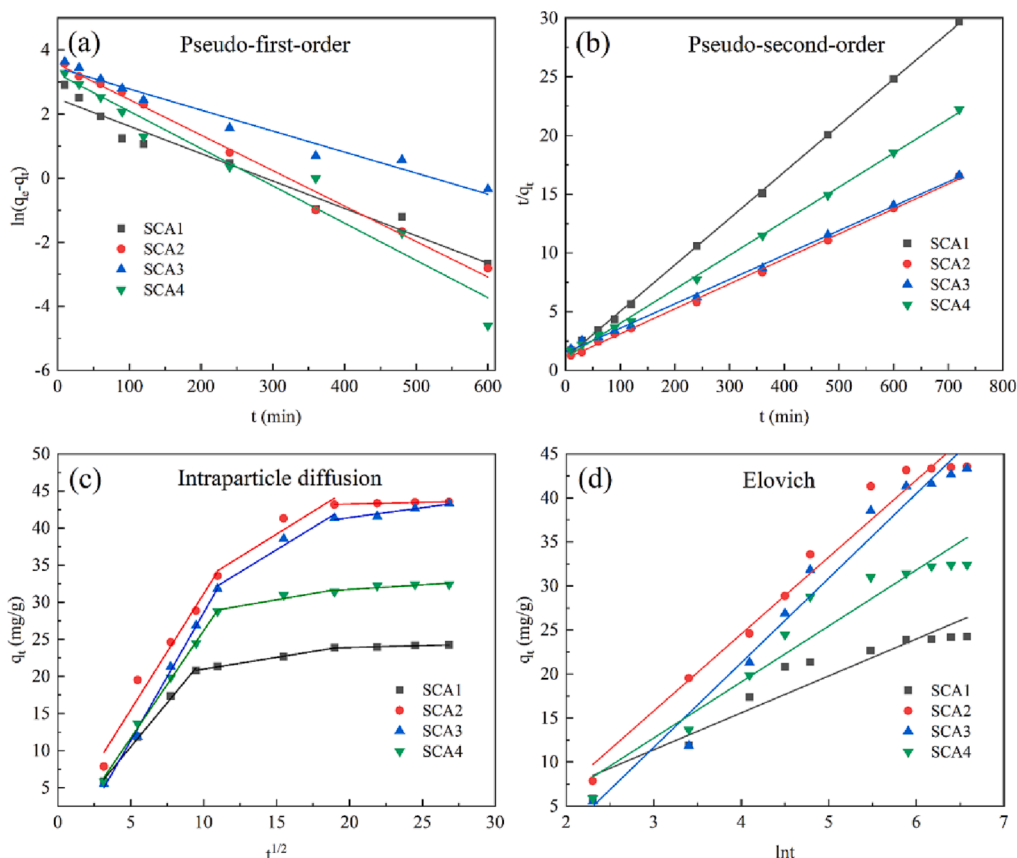 (a) Pseudo-first-order
4
2
0
-2
-4
-6
ln(qe-qt)
SCA1
SCA2
SCA3
SCA4
0 100 200 300 400 500 600
t (min)
(b) Pseudo-second-order
30
25
20
15
10
5
0
t/qt
SCA1
SCA2
SCA3
SCA4
0 100 200 300 400 500 600 700 800
t (min)
(c) Intraparticle diffusion
50
45
40
35
30
25
20
15
10
5
qt (mg/g)
SCA1
SCA2
SCA3
SCA4
0 5 10 15 20 25 30
t1/2
(d) Elovich
45
40
35
30
25
20
15
10
5
qt (mg/g)
SCA1
SCA2
SCA3
SCA4
2 3 4 5 6 7
lnt